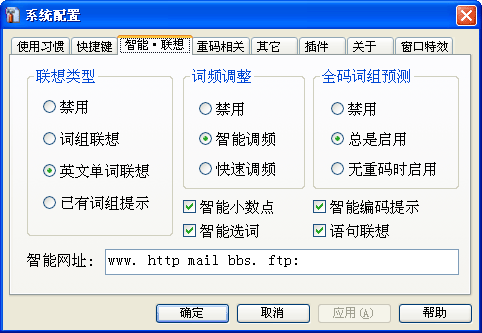 系统配置
使用习惯 快捷键 智能·联想 重码相关 其它 插件 关于 窗口特效
联想类型 词频调整 全码词组预测
禁用 禁用 禁用
词组联想 智能调频 总是启用
英文单词联想 快速调频 无重码时启用
已有词组提示 智能小数点 智能编码提示
智能选词 语句联想
智能网址: www. http mail bbs. ftp:
确定 取消 应用(A) 帮助